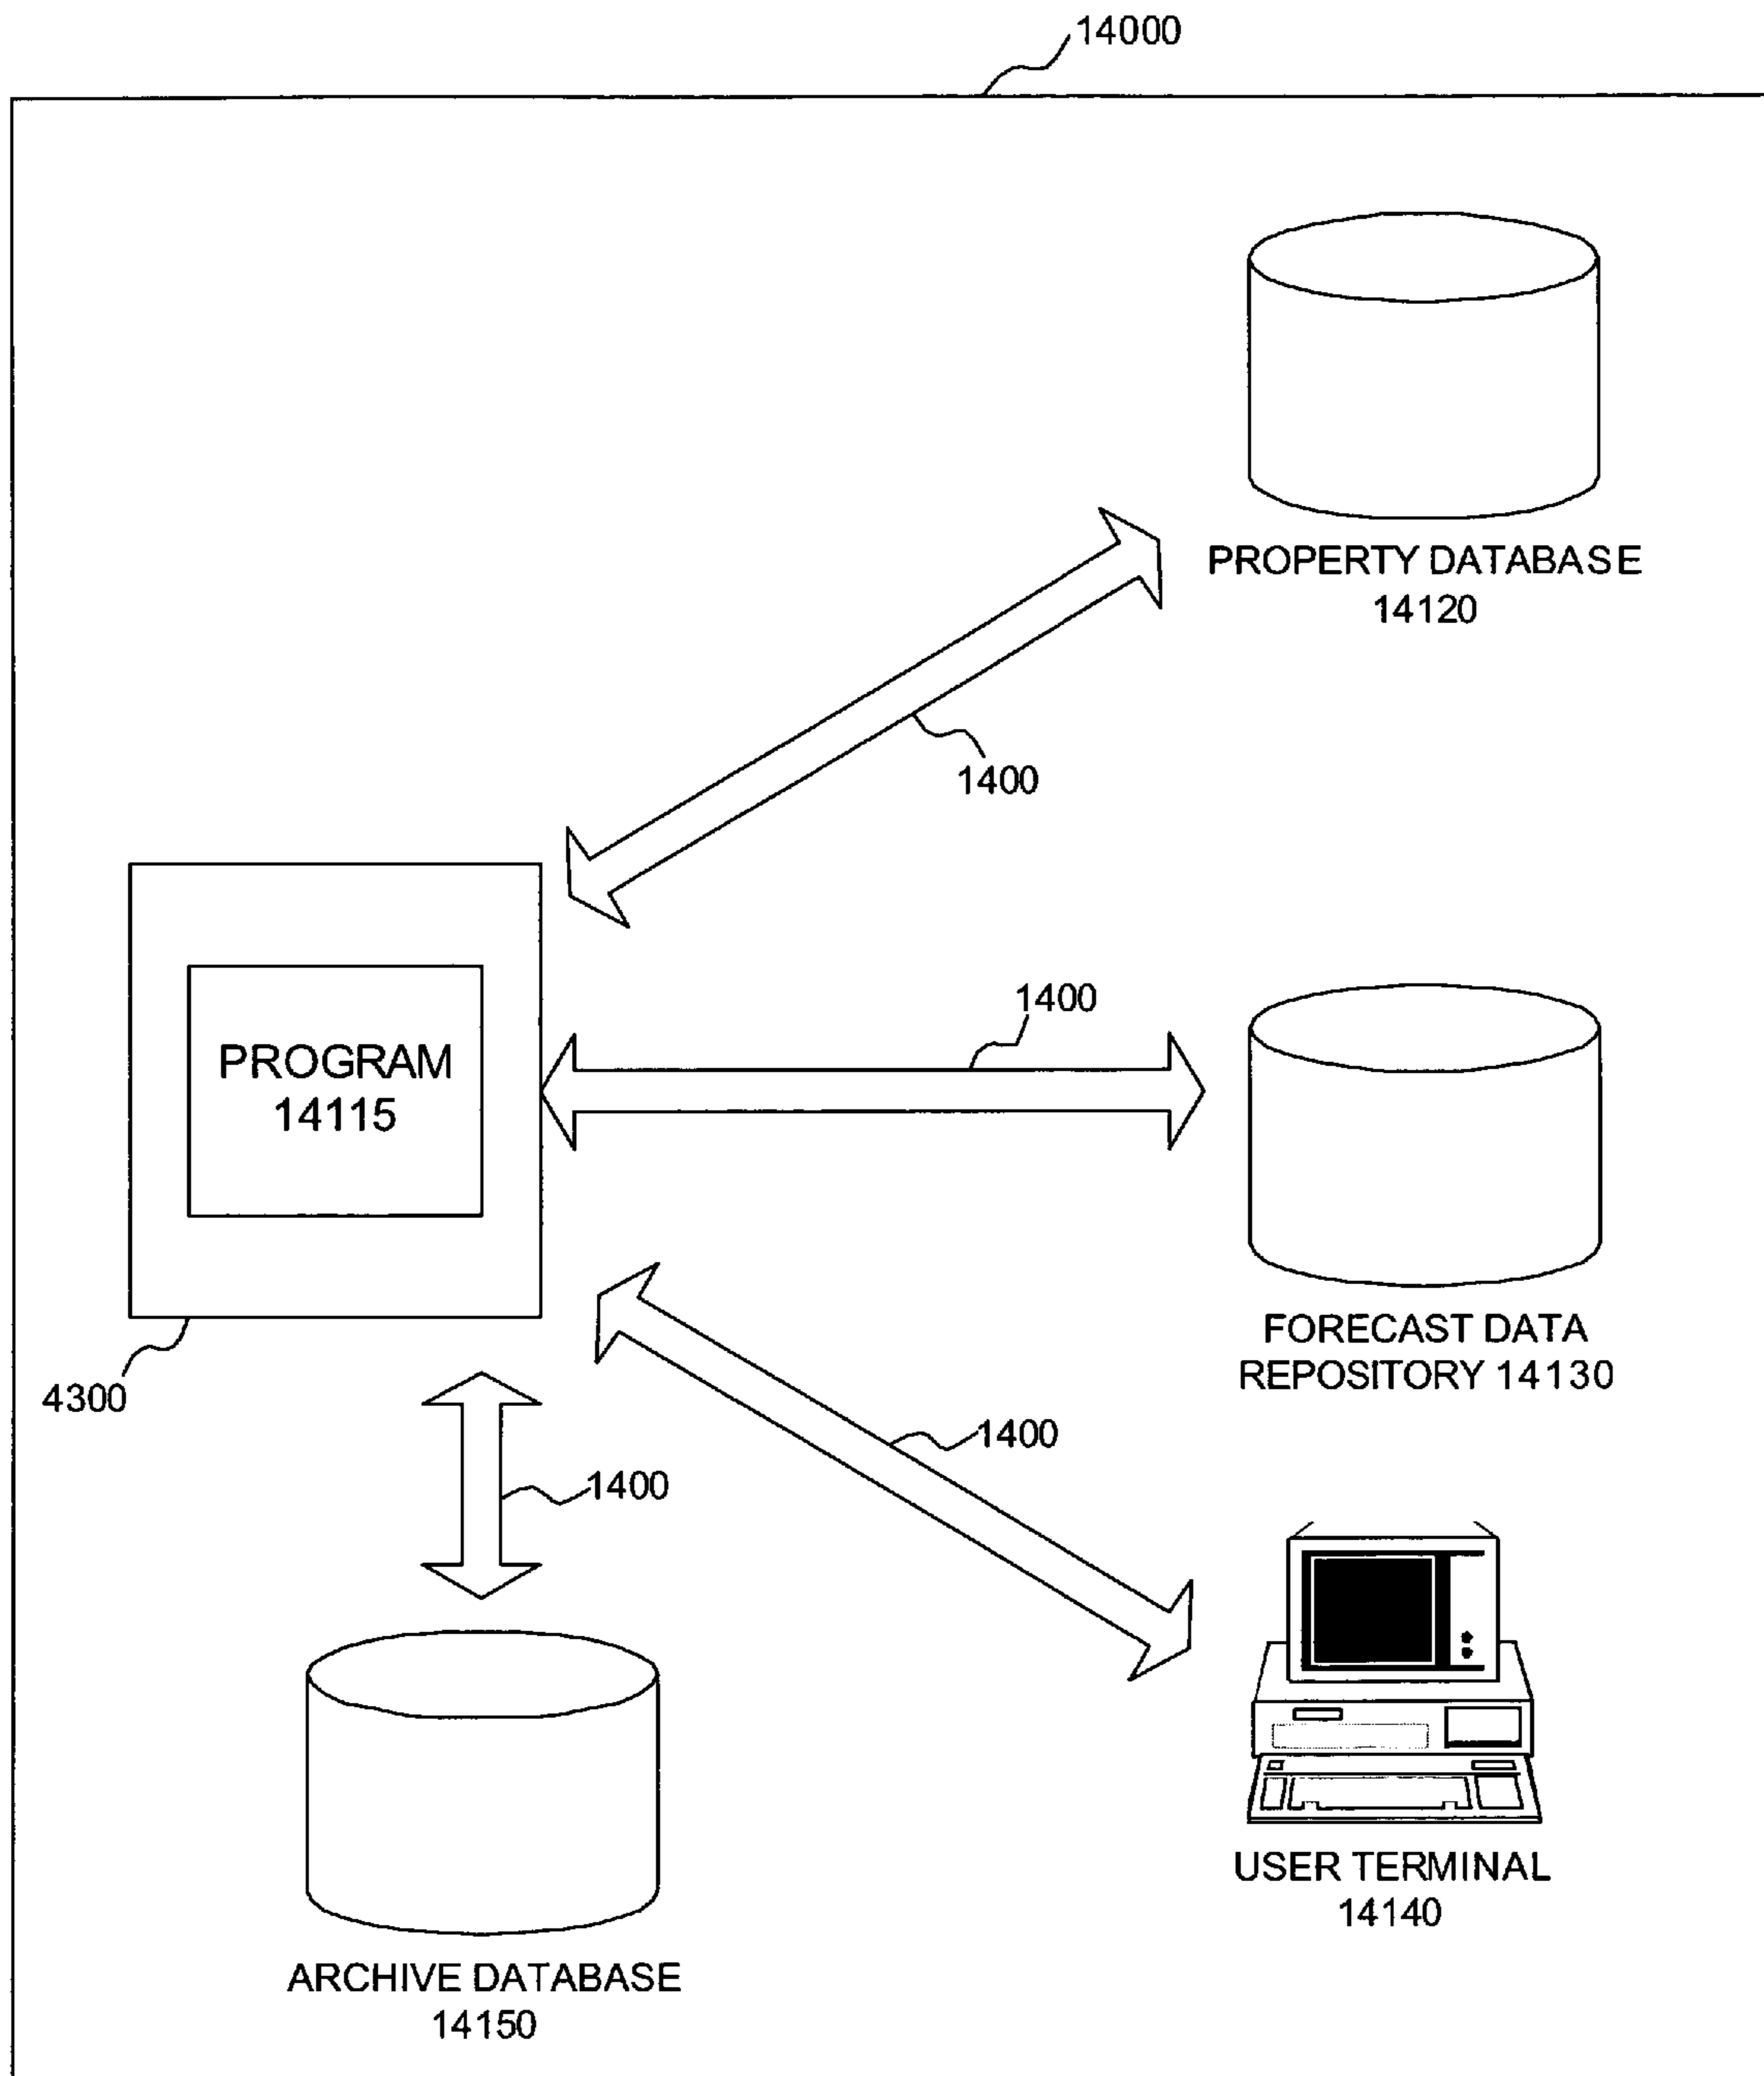 14000
PROPERTY DATABASE
14120
1400
PROGRAM
14115
1400
4300
FORECAST DATA
REPOSITORY 14130
1400
1400
USER TERMINAL
14140
ARCHIVE DATABASE
14150